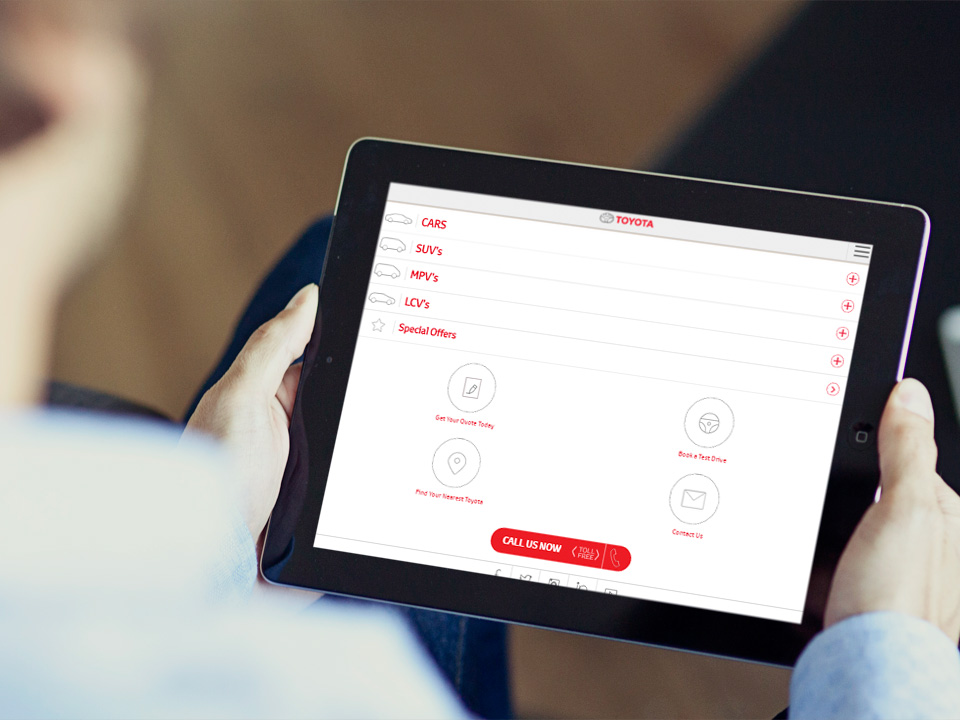 TOYOTA
CARS
SUV's
MPV's
LCV's
Special Offers
Get Your Quote Today
Book a Test Drive
Find Your Nearest Toyota
Contact Us
CALL US NOW
TOLL
FREE